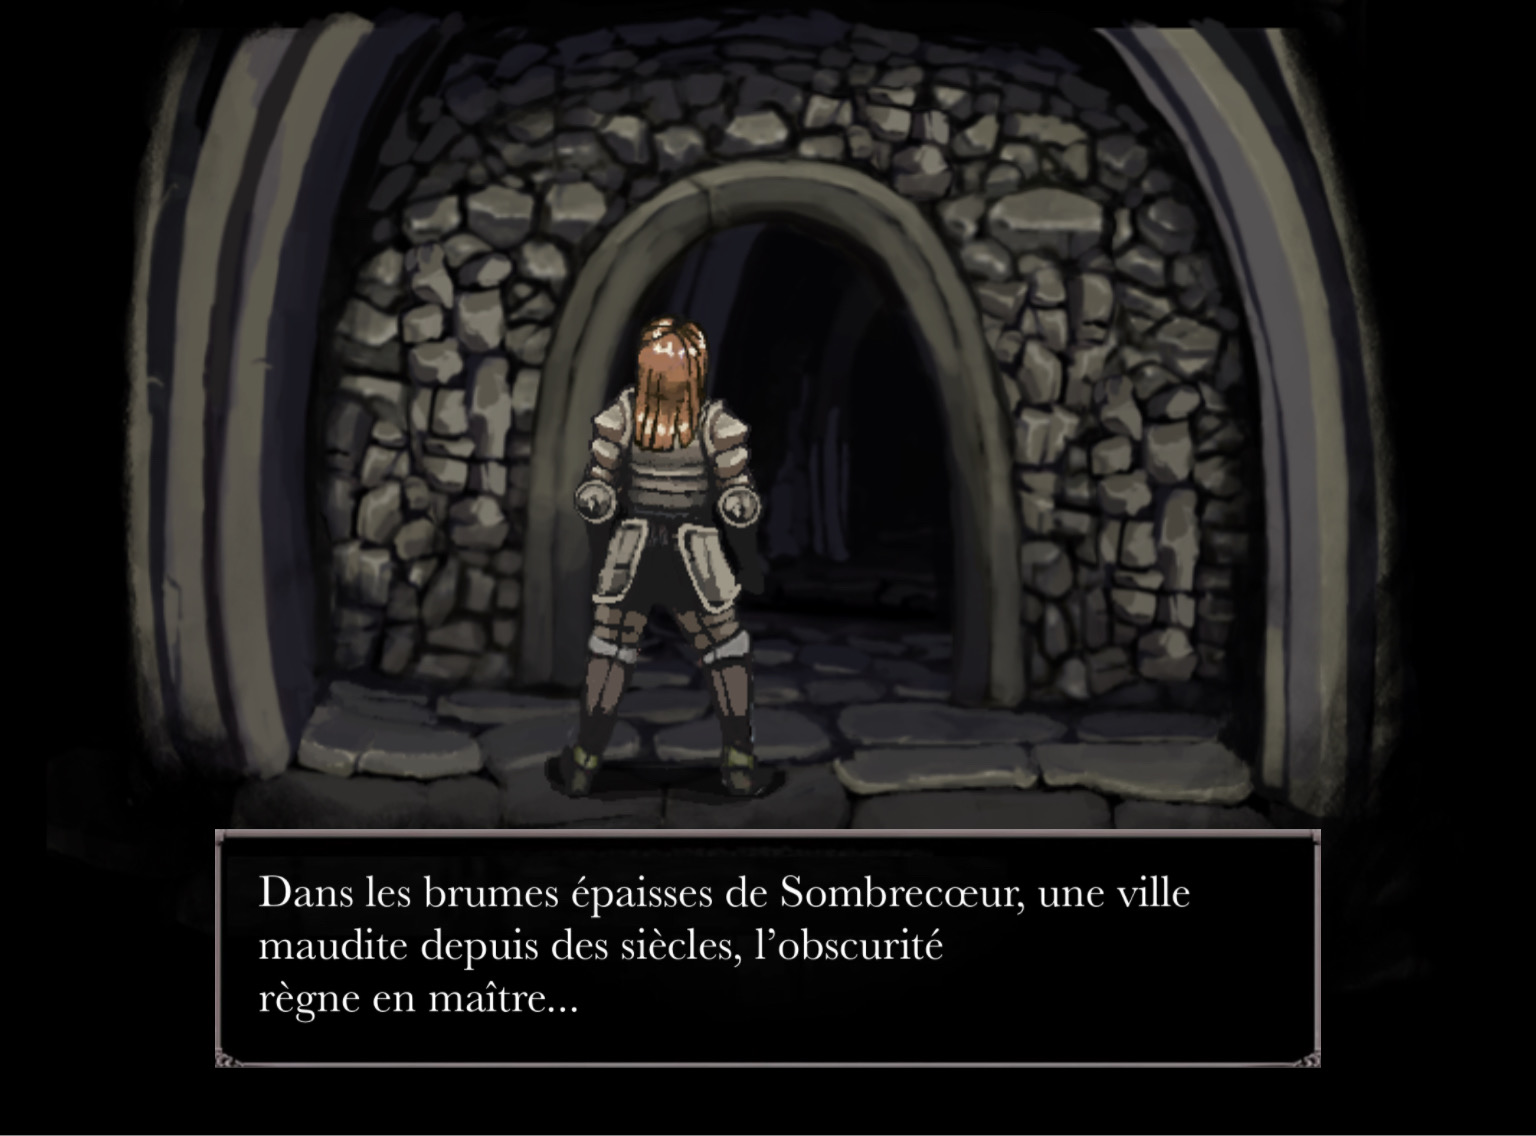 Dans les brumes épaisses de Sombrecœur, une ville
maudite depuis des siècles, l’obscurité
règne en maître...